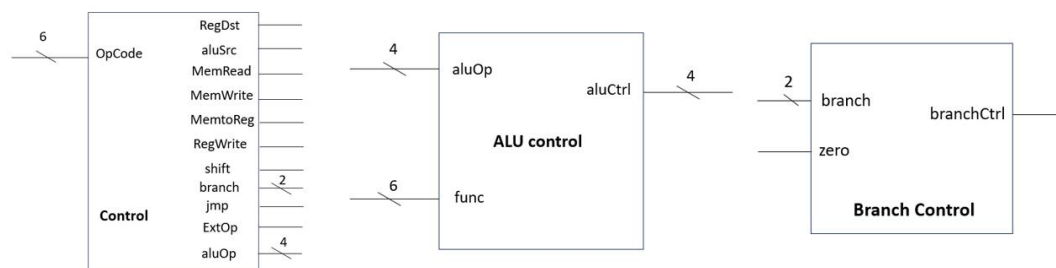 6
OpCode
RegDst
aluSrc
MemRead
MemWrite
MemtoReg
RegWrite
shift
branch 2
jmp
Control
ExtOp
aluOp 4
4
aluOp
aluCtrl 4
ALU control
6
func
2
branch
branchCtrl
zero
Branch Control